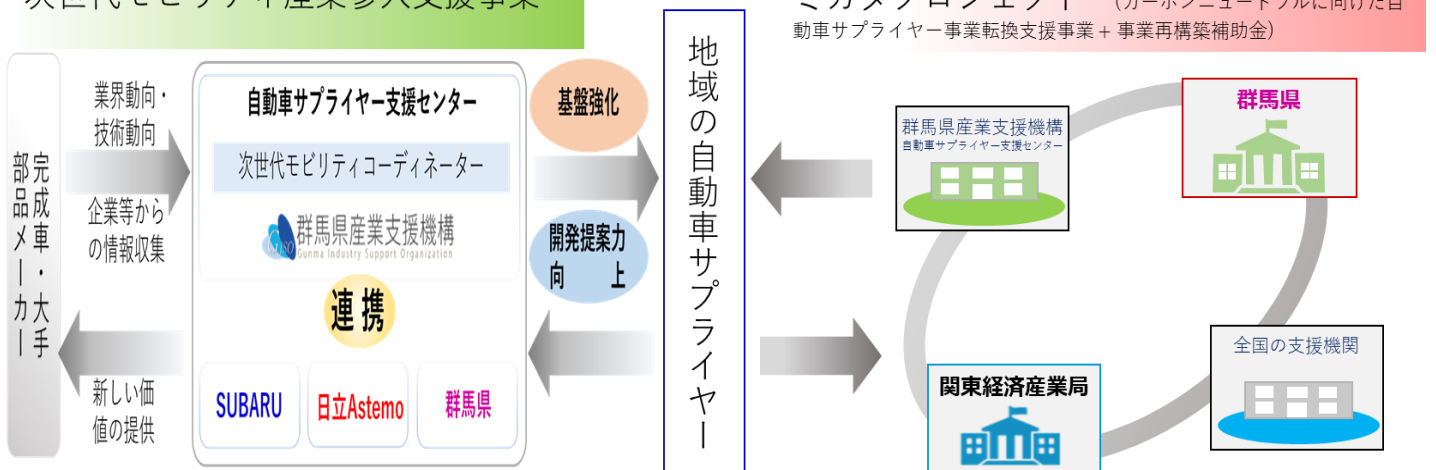 次世代モビリティ産業参入支援事業
ミカタプロジェクト (カーボンニュートラルに向けた自
動車サプライヤー事業転換支援事業 + 事業再構築補助金)
完成車・大手
部品メーカー
業界動向・
技術動向
企業等から
の情報収集
新しい価
値の提供
自動車サプライヤー支援センター
次世代モビリティコーディネーター
群馬県産業支援機構
Gunma Industry Support Organization
連携
SUBARU
日立Astemo
群馬県
基盤強化
開発提案力
向 上
地域の自動車サプライヤー
群馬県産業支援機構
自動車サプライヤー支援センター
群馬県
関東経済産業局
全国の支援機関